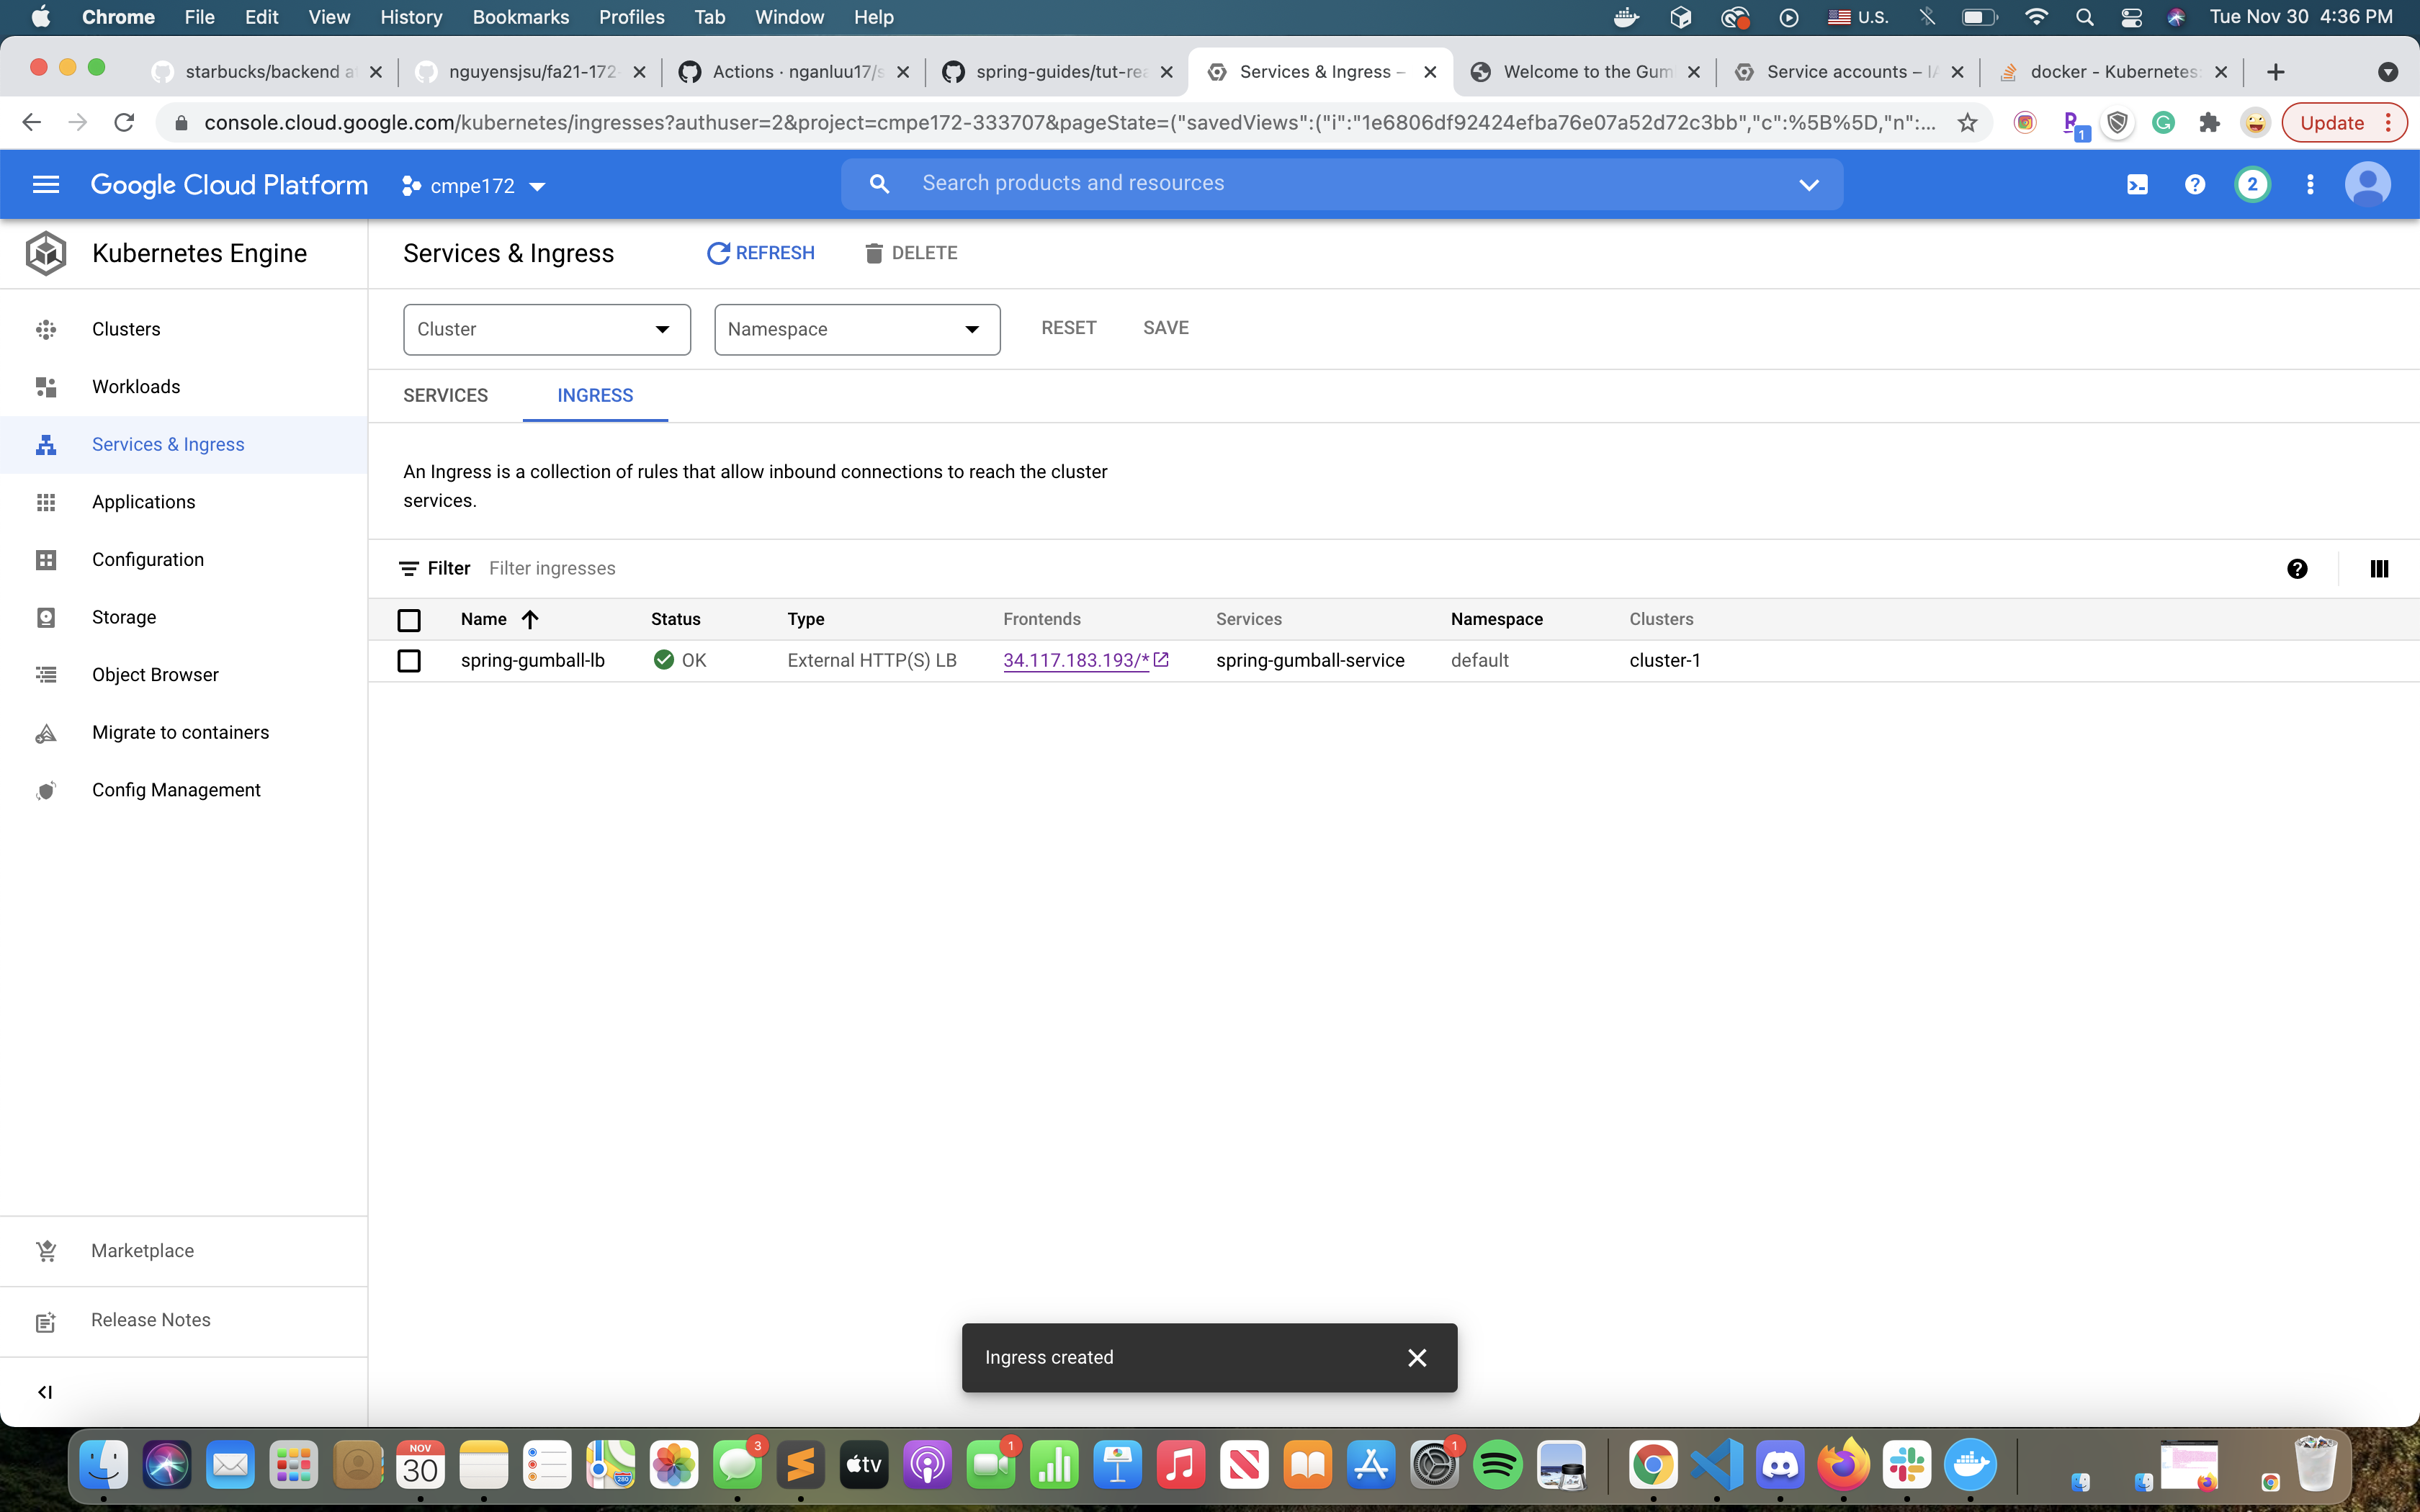 Chrome File Edit View History Bookmarks Profiles Tab Window Help U.S. Tue Nov 30 4:36 PM
starbucks/backend a nguyensjsu/fa21-172 Actions · nganluu17/s spring-guides/tut-rea Services & Ingress – Welcome to the Gum Service accounts – IA docker - Kubernetes
console.cloud.google.com/kubernetes/ingresses?authuser=2&project=cmpe172-333707&pageState=("savedViews":("i":"1e6806df92424efba76e07a52d72c3bb","c":%5B%5D,"n":... 1 Update
Google Cloud Platform cmpe172 Search products and resources 2
Kubernetes Engine
Clusters
Workloads
Services & Ingress
Applications
Configuration
Storage
Object Browser
Migrate to containers
Config Management
Marketplace
Release Notes
Services & Ingress REFRESH DELETE
Cluster Namespace RESET SAVE
SERVICES INGRESS
An Ingress is a collection of rules that allow inbound connections to reach the cluster
services.
Filter Filter ingresses
Name Status Type Frontends Services Namespace Clusters
spring-gumball-lb OK External HTTP(S) LB 34.117.183.193/* spring-gumball-service default cluster-1
Ingress created
NOV
30
3
tv
1
1
280